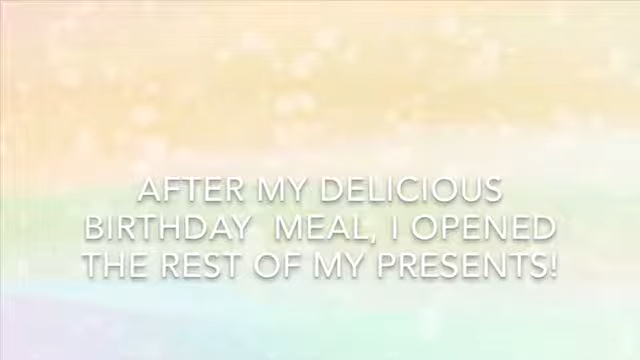 AFTER MY DELICIOUS
BIRTHDAY MEAL, I OPENED
THE REST OF MY PRESENTS!